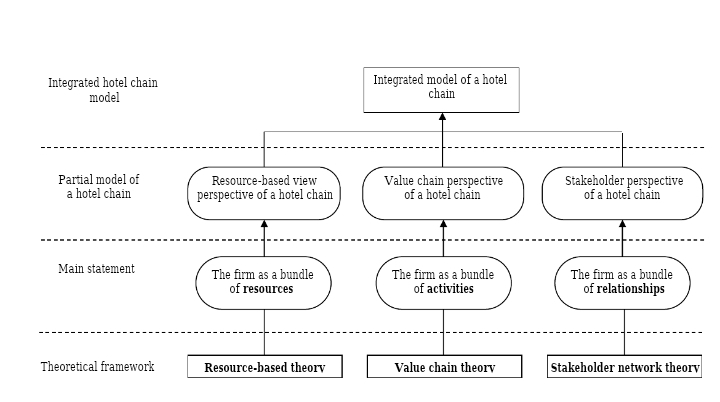 Integrated hotel chain
model
Integrated model of a hotel
chain
Partial model of
a hotel chain
Resource-based view
perspective of a hotel chain
Value chain perspective
of a hotel chain
Stakeholder perspective
of a hotel chain
Main statement
The firm as a bundle
of resources
The firm as a bundle
of activities
The firm as a bundle
of relationships
Theoretical framework
Resource-based theory
Value chain theory
Stakeholder network theory